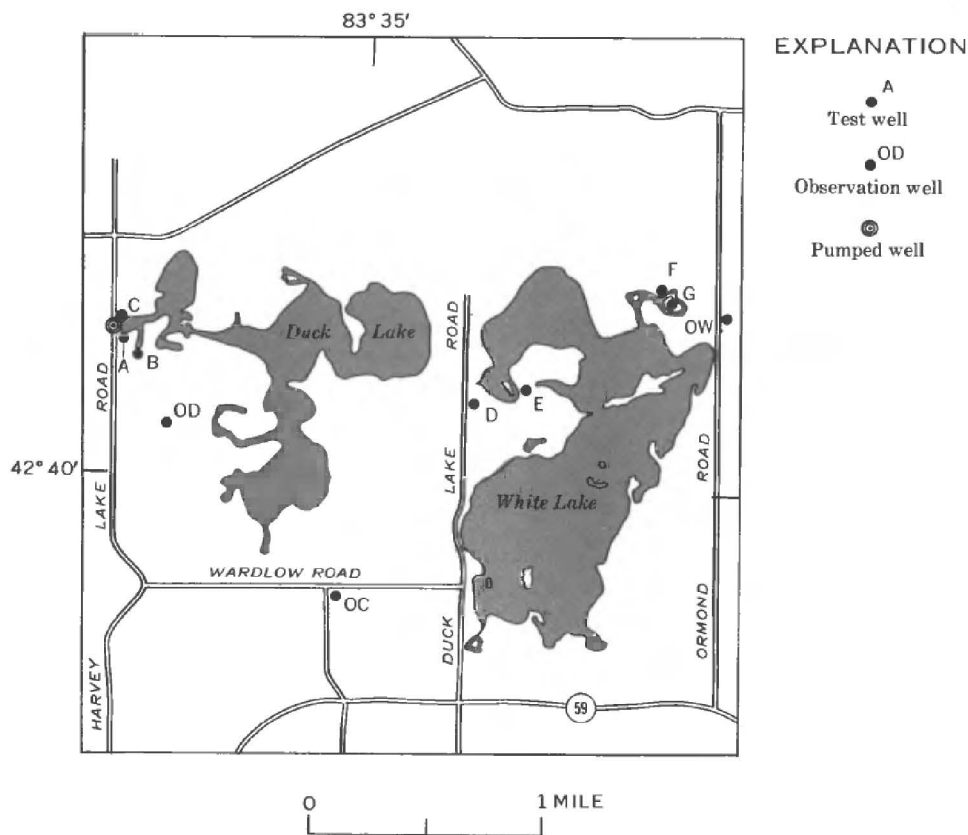 83° 35′
EXPLANATION
A
Test well
OD
Observation well
Pumped well
F
G
OW
C
Duck Lake
A B
ROAD
ROAD
D
E
OD
42° 40′
LAKE
LAKE
ROAD
White Lake
WARDLOW ROAD
OC
HARVEY
DUCK
ORMOND
59
0 1 MILE